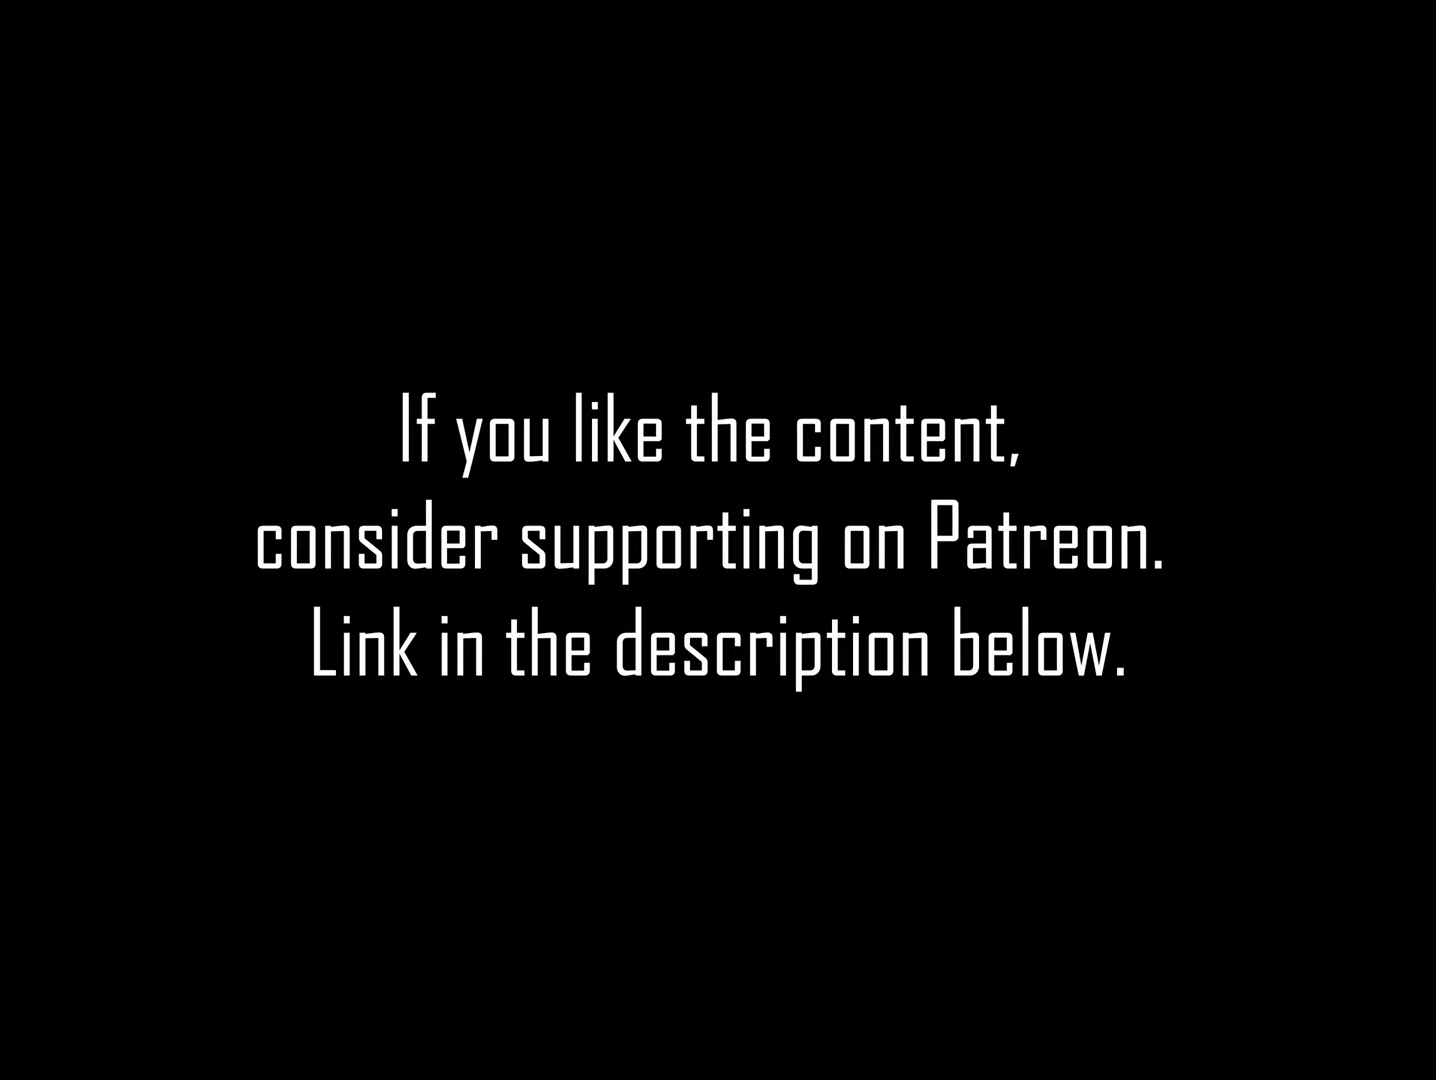 If you like the content,
consider supporting on Patreon.
Link in the description below.